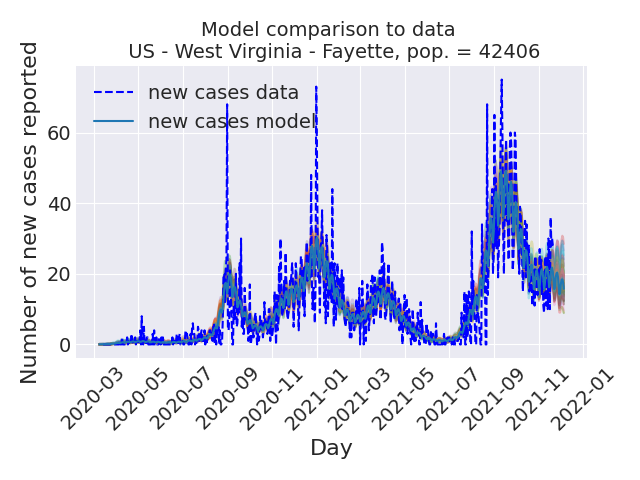 Model comparison to data
US - West Virginia - Fayette, pop. = 42406
Number of new cases reported
new cases data
new cases model
60
40
20
0
2020-03
2020-05
2020-07
2020-09
2020-11
2021-01
2021-03
2021-05
2021-07
2021-09
2021-11
2022-01
Day